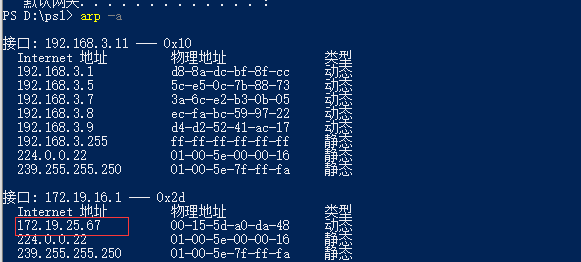 默认网关. . . . . . . . . . . . . :
PS D:\ps1> arp -a
接口: 192.168.3.11 --- 0x10
Internet 地址 物理地址 类型
192.168.3.1 d8-8a-dc-bf-8f-cc 动态
192.168.3.5 5c-e5-0c-7b-88-73 动态
192.168.3.7 3a-6c-e2-b3-0b-05 动态
192.168.3.8 ec-fa-bc-59-97-22 动态
192.168.3.9 d4-d2-52-41-ac-17 动态
192.168.3.255 ff-ff-ff-ff-ff-ff 静态
224.0.0.22 01-00-5e-00-00-16 静态
239.255.255.250 01-00-5e-7f-ff-fa 静态
接口: 172.19.16.1 --- 0x2d
Internet 地址 物理地址 类型
172.19.25.67 00-15-5d-a0-da-48 动态
224.0.0.22 01-00-5e-00-00-16 静态
239.255.255.250 01-00-5e-7f-ff-fa 静态